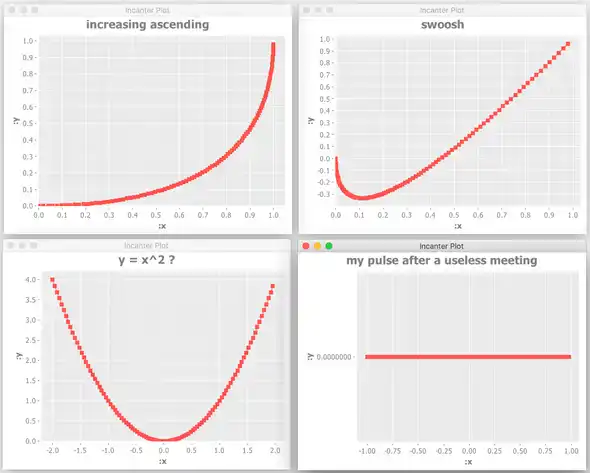 Incanter Plot
increasing ascending
:y
1.0
0.9
0.8
0.7
0.6
0.5
0.4
0.3
0.2
0.1
0.0
0.0 0.1 0.2 0.3 0.4 0.5 0.6 0.7 0.8 0.9 1.0
:x
Incanter Plot
swoosh
:y
1.0
0.9
0.8
0.7
0.6
0.5
0.4
0.3
0.2
0.1
0.0
-0.1
-0.2
-0.3
0.0 0.1 0.2 0.3 0.4 0.5 0.6 0.7 0.8 0.9 1.0
:x
Incanter Plot
y = x^2 ?
:y
4.0
3.5
3.0
2.5
2.0
1.5
1.0
0.5
0.0
-2.0 -1.5 -1.0 -0.5 0.0 0.5 1.0 1.5 2.0
:x
Incanter Plot
my pulse after a useless meeting
:y
0.0000000
-1.00 -0.75 -0.50 -0.25 0.00 0.25 0.50 0.75 1.00
:x